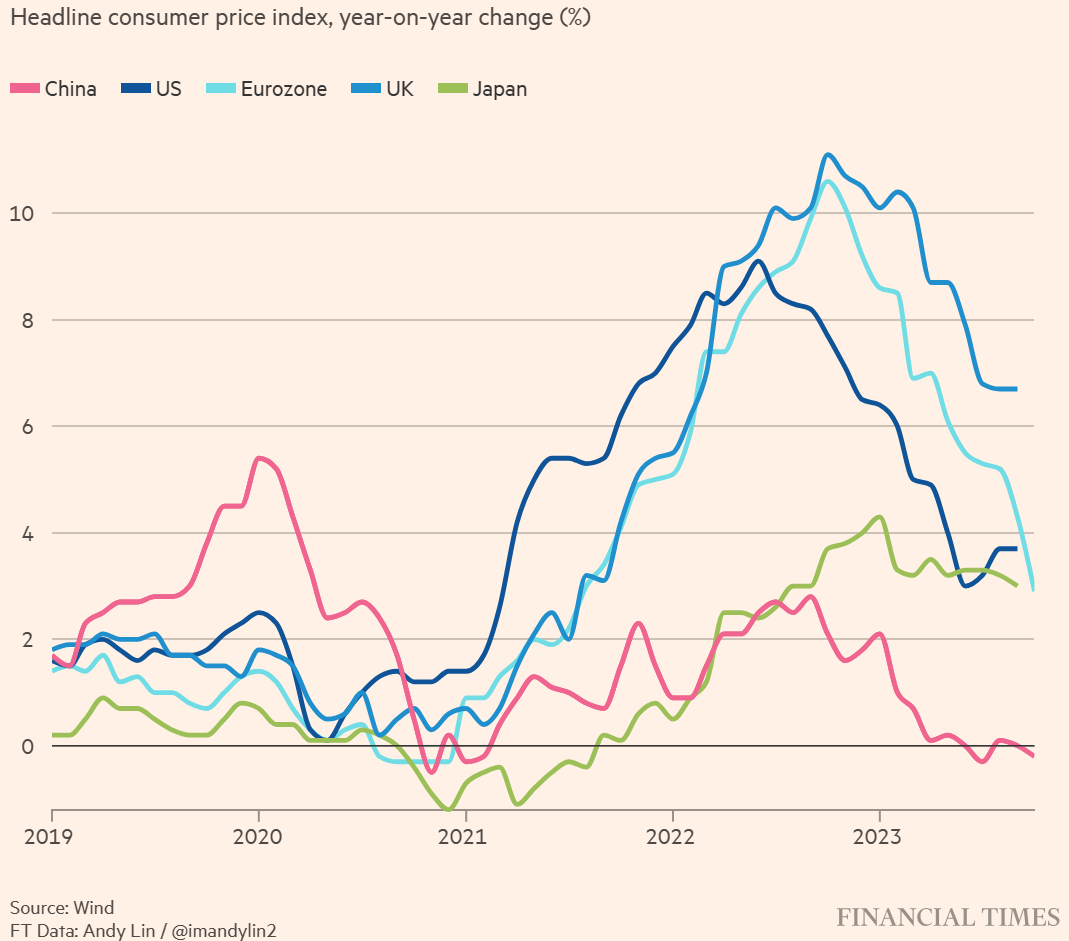 Headline consumer price index, year-on-year change (%)
China US Eurozone UK Japan
10
8
6
4
2
0
2019 2020 2021 2022 2023
Source: Wind
FT Data: Andy Lin / @imandylin2
FINANCIAL TIMES